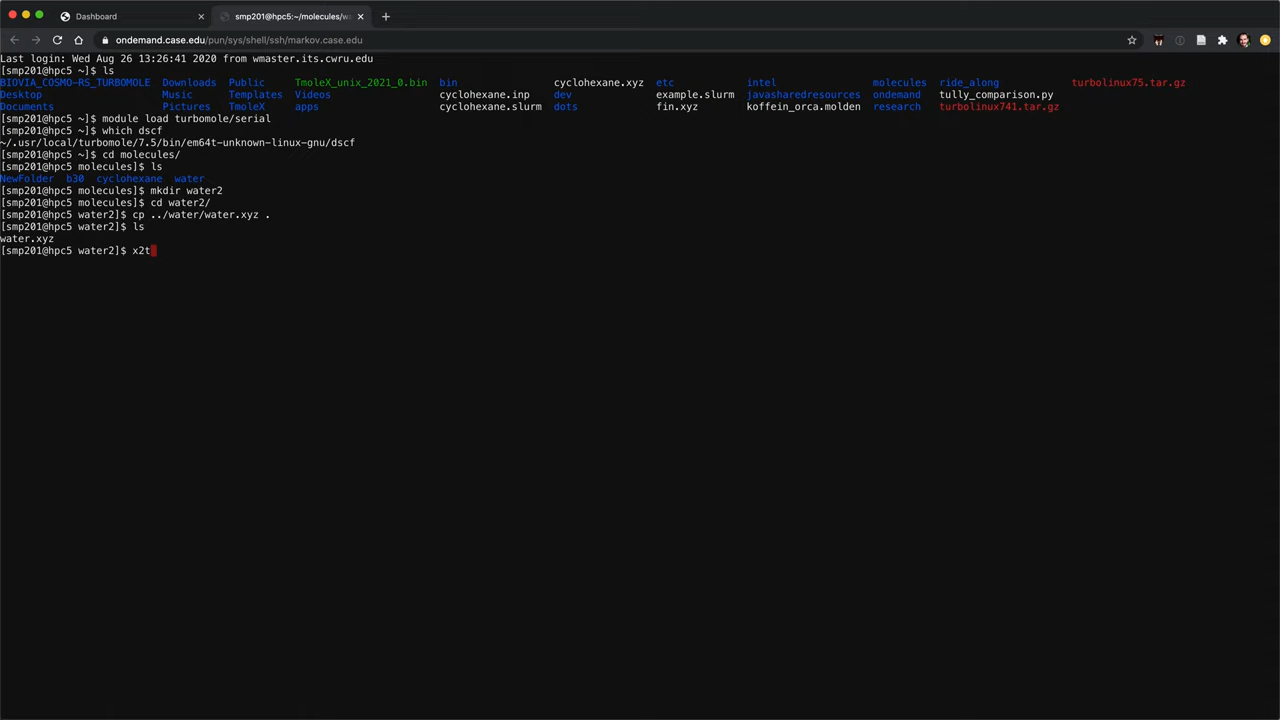 Dashboard
smp201@hpc5:~/molecules/wa
ondemand.case.edu/pun/sys/shell/ssh/markov.case.edu
Last login: Wed Aug 26 13:26:41 2020 from wmaster.its.cwru.edu
[smp201@hpc5 ~]$ ls
BIOVIA_COSMO-RS_TURBOMOLE Downloads Public TmoleX_unix_2021_0.bin bin cyclohexane.xyz etc intel molecules ride_along turbolinux75.tar.gz
Desktop Music Templates Videos cyclohexane.inp dev example.slurm javasharedresources ondemand tully_comparison.py
Documents Pictures TmoleX apps cyclohexane.slurm dots fin.xyz koffein_orca.molden research turbolinux741.tar.gz
[smp201@hpc5 ~]$ module load turbomole/serial
[smp201@hpc5 ~]$ which dscf
~/.usr/local/turbomole/7.5/bin/em64t-unknown-linux-gnu/dscf
[smp201@hpc5 ~]$ cd molecules/
[smp201@hpc5 molecules]$ ls
NewFolder b30 cyclohexane water
[smp201@hpc5 molecules]$ mkdir water2
[smp201@hpc5 molecules]$ cd water2/
[smp201@hpc5 water2]$ cp ../water/water.xyz .
[smp201@hpc5 water2]$ ls
water.xyz
[smp201@hpc5 water2]$ x2t